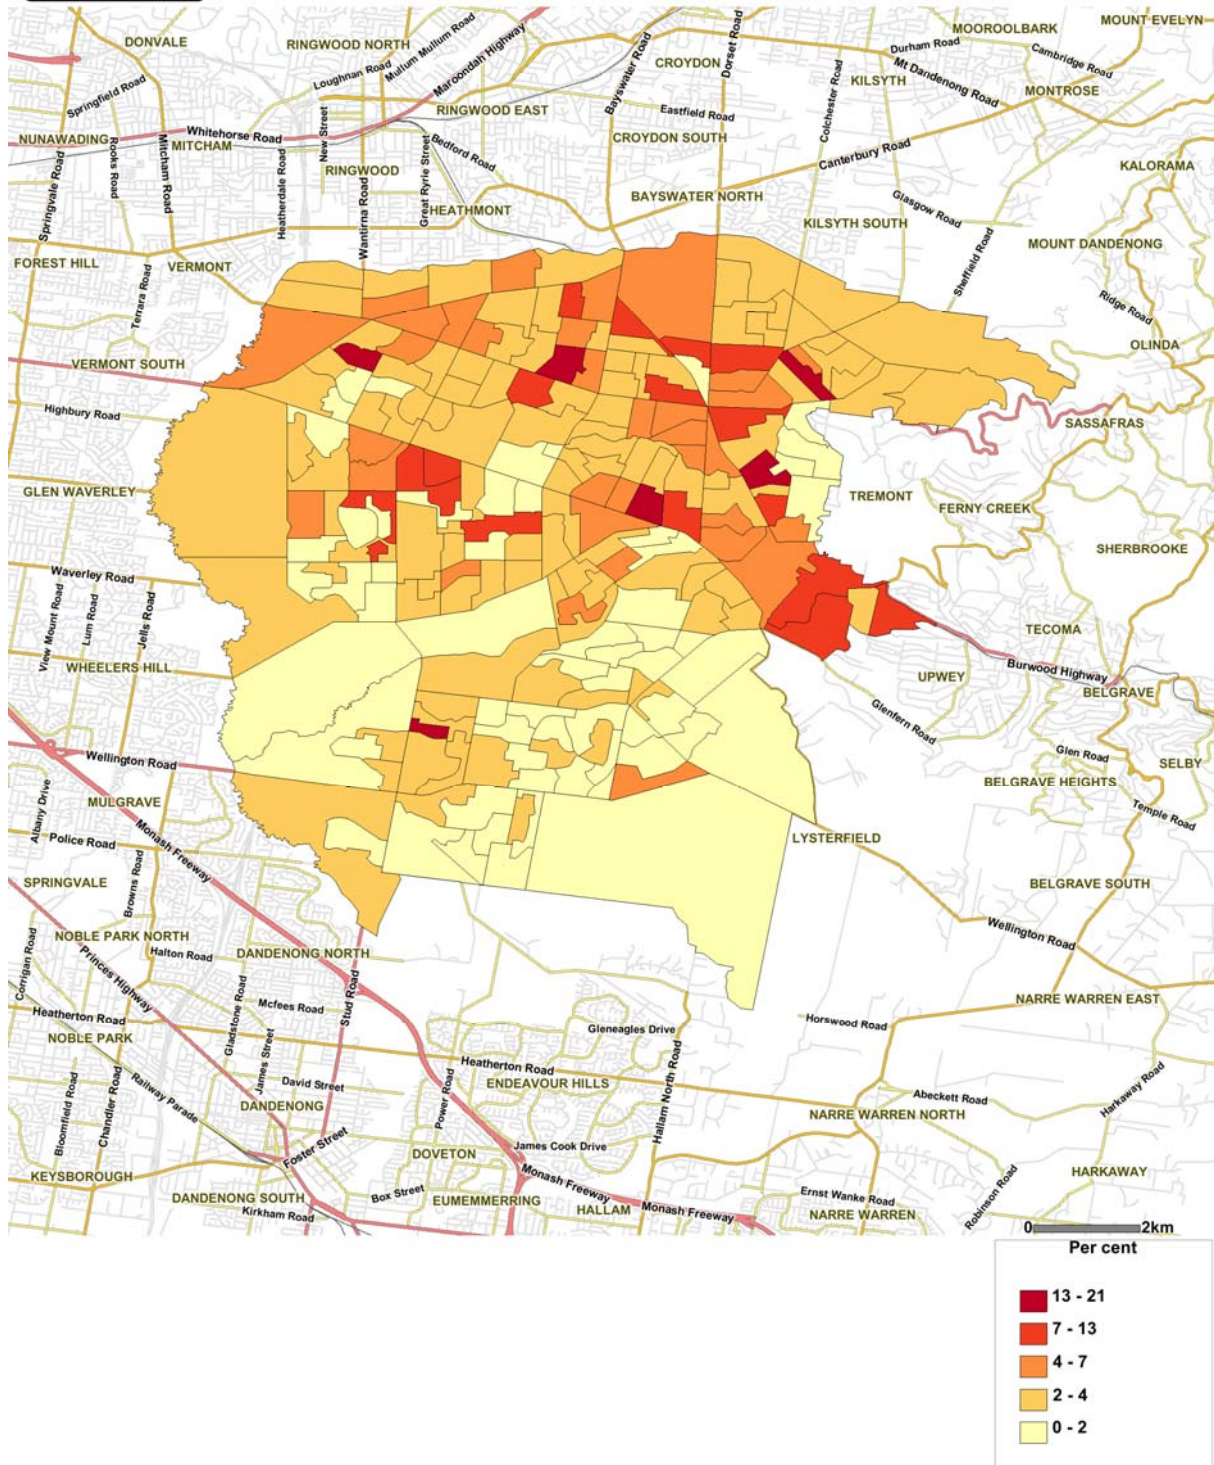 MOUNT EVELYN
MOOROOLBARK
DONVALE
RINGWOOD NORTH
Mullum Mullum Road
Maroondah Highway
Bayswater Road
Dorset Road
Durham Road
Cambridge Road
CROYDON
Loughnan Road
Colchester Road
KILSYTH
Mt Dandenong Road
MONTROSE
Springfield Road
RINGWOOD EAST
Eastfield Road
New Street
NUNAWADING
Whitehorse Road
MITCHAM
CROYDON SOUTH
Bedford Road
Canterbury Road
Springvale Road
Rooks Road
Mitcham Road
Heatherdale Road
RINGWOOD
Wantirna Road
Great Ryrie Street
KALORAMA
BAYSWATER NORTH
HEATHMONT
Glasgow Road
KILSYTH SOUTH
Sheffield Road
MOUNT DANDENONG
FOREST HILL
VERMONT
Terrara Road
Ridge Road
OLINDA
VERMONT SOUTH
Highbury Road
SASSAFRAS
GLEN WAVERLEY
TREMONT
FERNY CREEK
SHERBROOKE
Waverley Road
View Mount Road
Lum Road
Jells Road
TECOMA
WHEELERS HILL
UPWEY
Burwood Highway
BELGRAVE
Glenfern Road
Wellington Road
Glen Road
SELBY
BELGRAVE HEIGHTS
Albany Drive
MULGRAVE
Temple Road
Monash Freeway
Police Road
LYSTERFIELD
SPRINGVALE
Browns Road
BELGRAVE SOUTH
Corrigan Road
NOBLE PARK NORTH
Wellington Road
Princes Highway
Halton Road
DANDENONG NORTH
Stud Road
Mcfees Road
NARRE WARREN EAST
Heatherton Road
Gladstone Road
Gleneagles Drive
Horswood Road
NOBLE PARK
James Street
Heatherton Road
Hallam North Road
ENDEAVOUR HILLS
Bloomfield Road
Chandler Road
Railway Parade
David Street
Power Road
Abeckett Road
Harkaway Road
DANDENONG
NARRE WARREN NORTH
Foster Street
James Cook Drive
DOVETON
KEYSBOROUGH
Monash Freeway
HARKAWAY
DANDENONG SOUTH
Box Street
EUMEMMERRING
Ernst Wanke Road
Robinson Road
Kirkham Road
HALLAM
Monash Freeway
NARRE WARREN
0 2km
Per cent
13 - 21
7 - 13
4 - 7
2 - 4
0 - 2